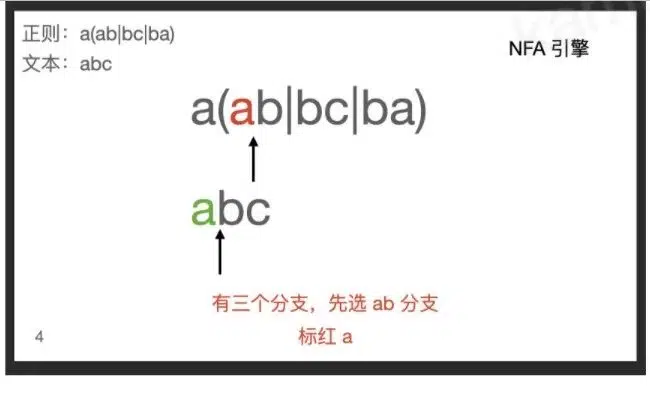 正则：a(ab|bc|ba)
文本：abc
NFA 引擎
a(ab|bc|ba)
abc
有三个分支，先选 ab 分支
标红 a
4